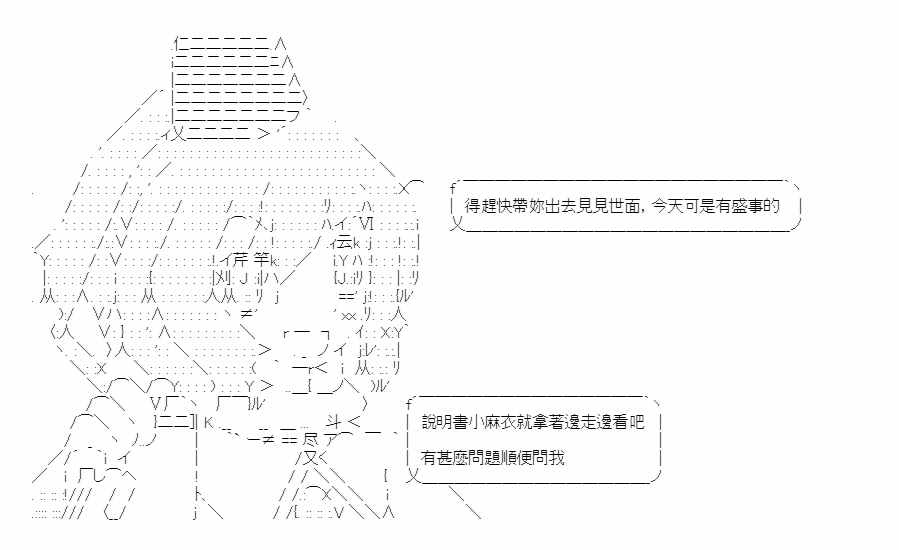 得趕快帶妳出去見見世面，今天可是有盛事的
說明書小麻衣就拿著邊走邊看吧
有甚麼問題順便問我